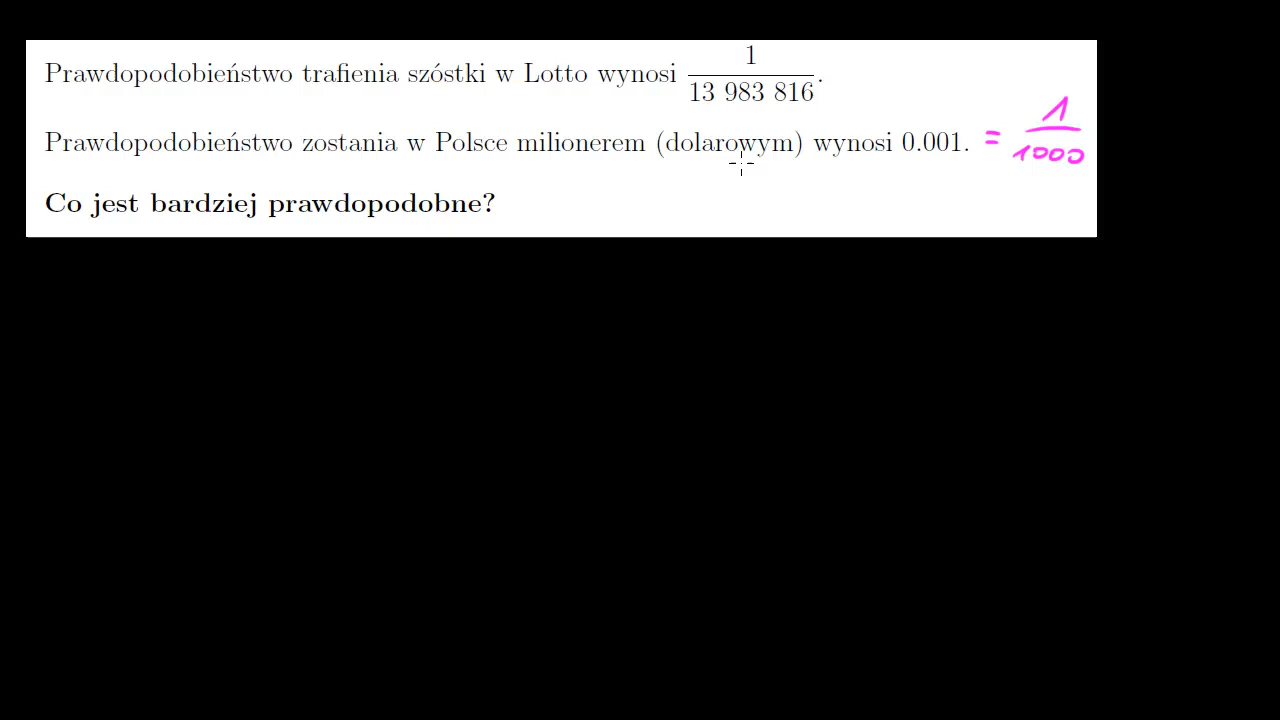 Prawdopodobieństwo trafienia szóstki w Lotto wynosi 1/13 983 816.
Prawdopodobieństwo zostania w Polsce milionerem (dolarowym) wynosi 0.001. = 1/1000
Co jest bardziej prawdopodobne?